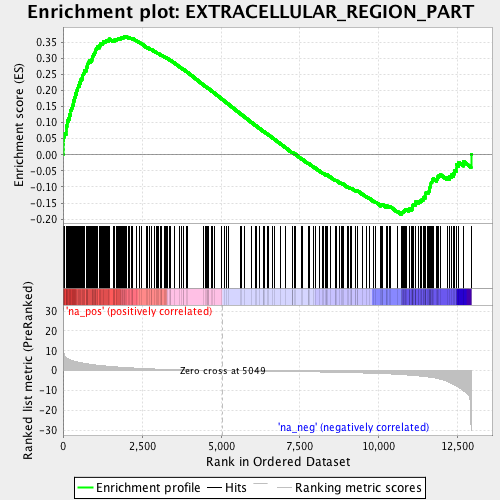 Enrichment plot: EXTRACELLULAR_REGION_PART
Enrichment score (ES)
0.35
0.30
0.25
0.20
0.15
0.10
0.05
0.00
-0.05
-0.10
-0.15
-0.20
'na_pos' (positively correlated)
Ranked list metric (PreRanked)
30
20
10
0
-10
-20
-30
Zero cross at 5049
'na_neg' (negatively correlated)
0
2,500
5,000
7,500
10,000
12,500
Rank in Ordered Dataset
Enrichment profile
Hits
Ranking metric scores